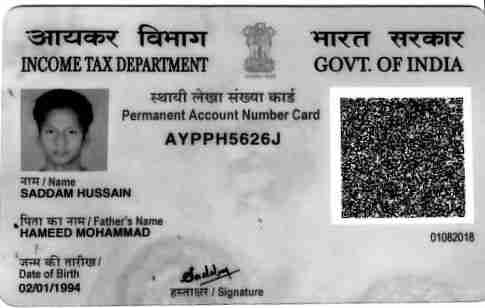 आयकर विभाग
INCOME TAX DEPARTMENT
भारत सरकार
GOVT. OF INDIA
स्थायी लेखा संख्या कार्ड
Permanent Account Number Card
AYPPH5626J
नाम / Name
SADDAM HUSSAIN
पिता का नाम / Father's Name
HAMEED MOHAMMAD
जन्म की तारीख /
Date of Birth
02/01/1994
Saddam
हस्ताक्षर / Signature
01082018